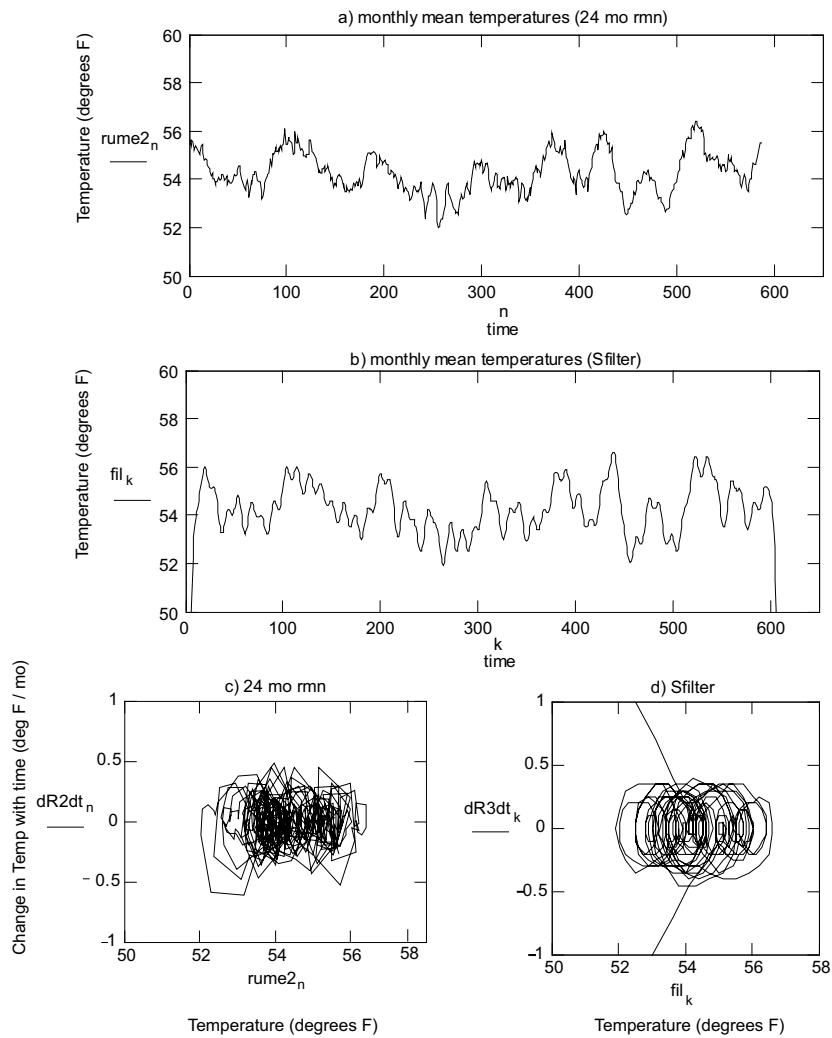 a) monthly mean temperatures (24 mo rmn)
Temperature (degrees F)
rume2n
60
58
56
54
52
50
0 100 200 300 400 500 600
n
time
b) monthly mean temperatures (Sfilter)
Temperature (degrees F)
filk
60
58
56
54
52
50
0 100 200 300 400 500 600
k
time
c) 24 mo rmn
Change in Temp with time (deg F / mo)
dR2dtn
1
0.5
0
− 0.5
−1
50 52 54 56 58
rume2n
Temperature (degrees F)
d) Sfilter
dR3dtk
1
0.5
0
−0.5
−1
50 52 54 56 58
filk
Temperature (degrees F)